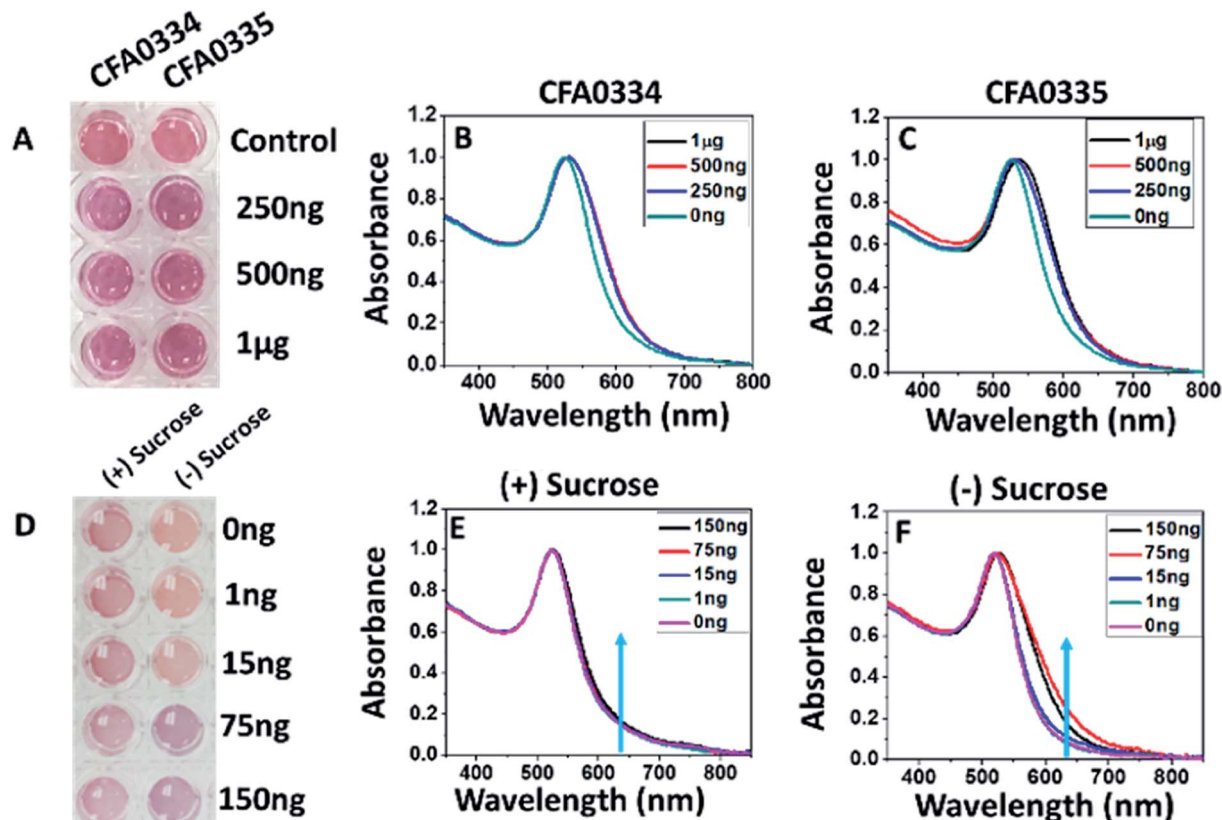 CFA0334
CFA0335
A
Control
250ng
500ng
1μg
CFA0334
B
1μg
500ng
250ng
0ng
1.2
1.0
0.8
0.6
0.4
0.2
0.0
Absorbance
400 500 600 700 800
Wavelength (nm)
CFA0335
C
1μg
500ng
250ng
0ng
1.2
1.0
0.8
0.6
0.4
0.2
0.0
Absorbance
400 500 600 700 800
Wavelength (nm)
(+) Sucrose
(-) Sucrose
D
0ng
1ng
15ng
75ng
150ng
(+) Sucrose
E
150ng
75ng
15ng
1ng
0ng
1.2
1.0
0.8
0.6
0.4
0.2
0.0
Absorbance
400 500 600 700 800
Wavelength (nm)
(-) Sucrose
F
150ng
75ng
15ng
1ng
0ng
1.2
1.0
0.8
0.6
0.4
0.2
0.0
Absorbance
400 500 600 700 800
Wavelength (nm)